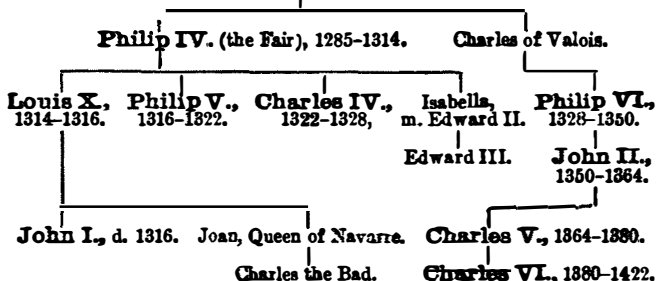 Philip IV. (the Fair), 1285-1314. Charles of Valois.
Louis X., Philip V., Charles IV., Isabella, Philip VI.,
1314-1316. 1316-1322. 1322-1328, m. Edward II. 1328-1350.
Edward III. John II.,
1350-1364.
John I., d. 1316. Joan, Queen of Navarre. Charles V., 1364-1380.
Charles the Bad. Charles VI., 1380-1422.